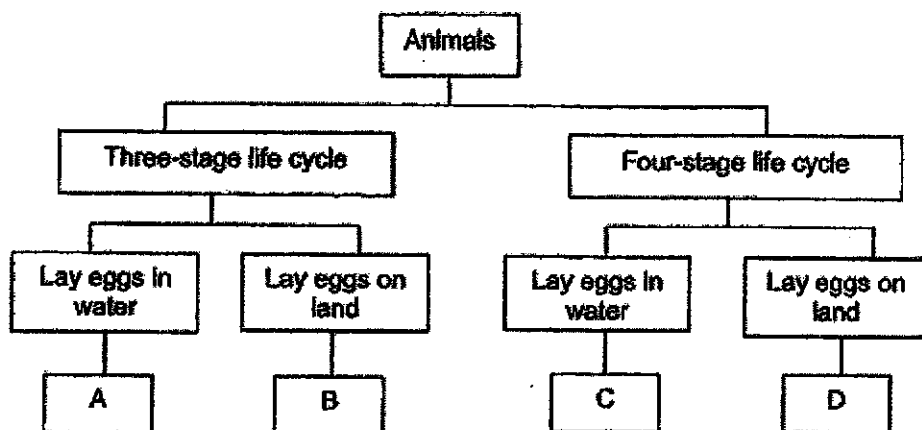 Animals
Three-stage life cycle
Four-stage life cycle
Lay eggs in
water
Lay eggs on
land
Lay eggs in
water
Lay eggs on
land
A
B
C
D